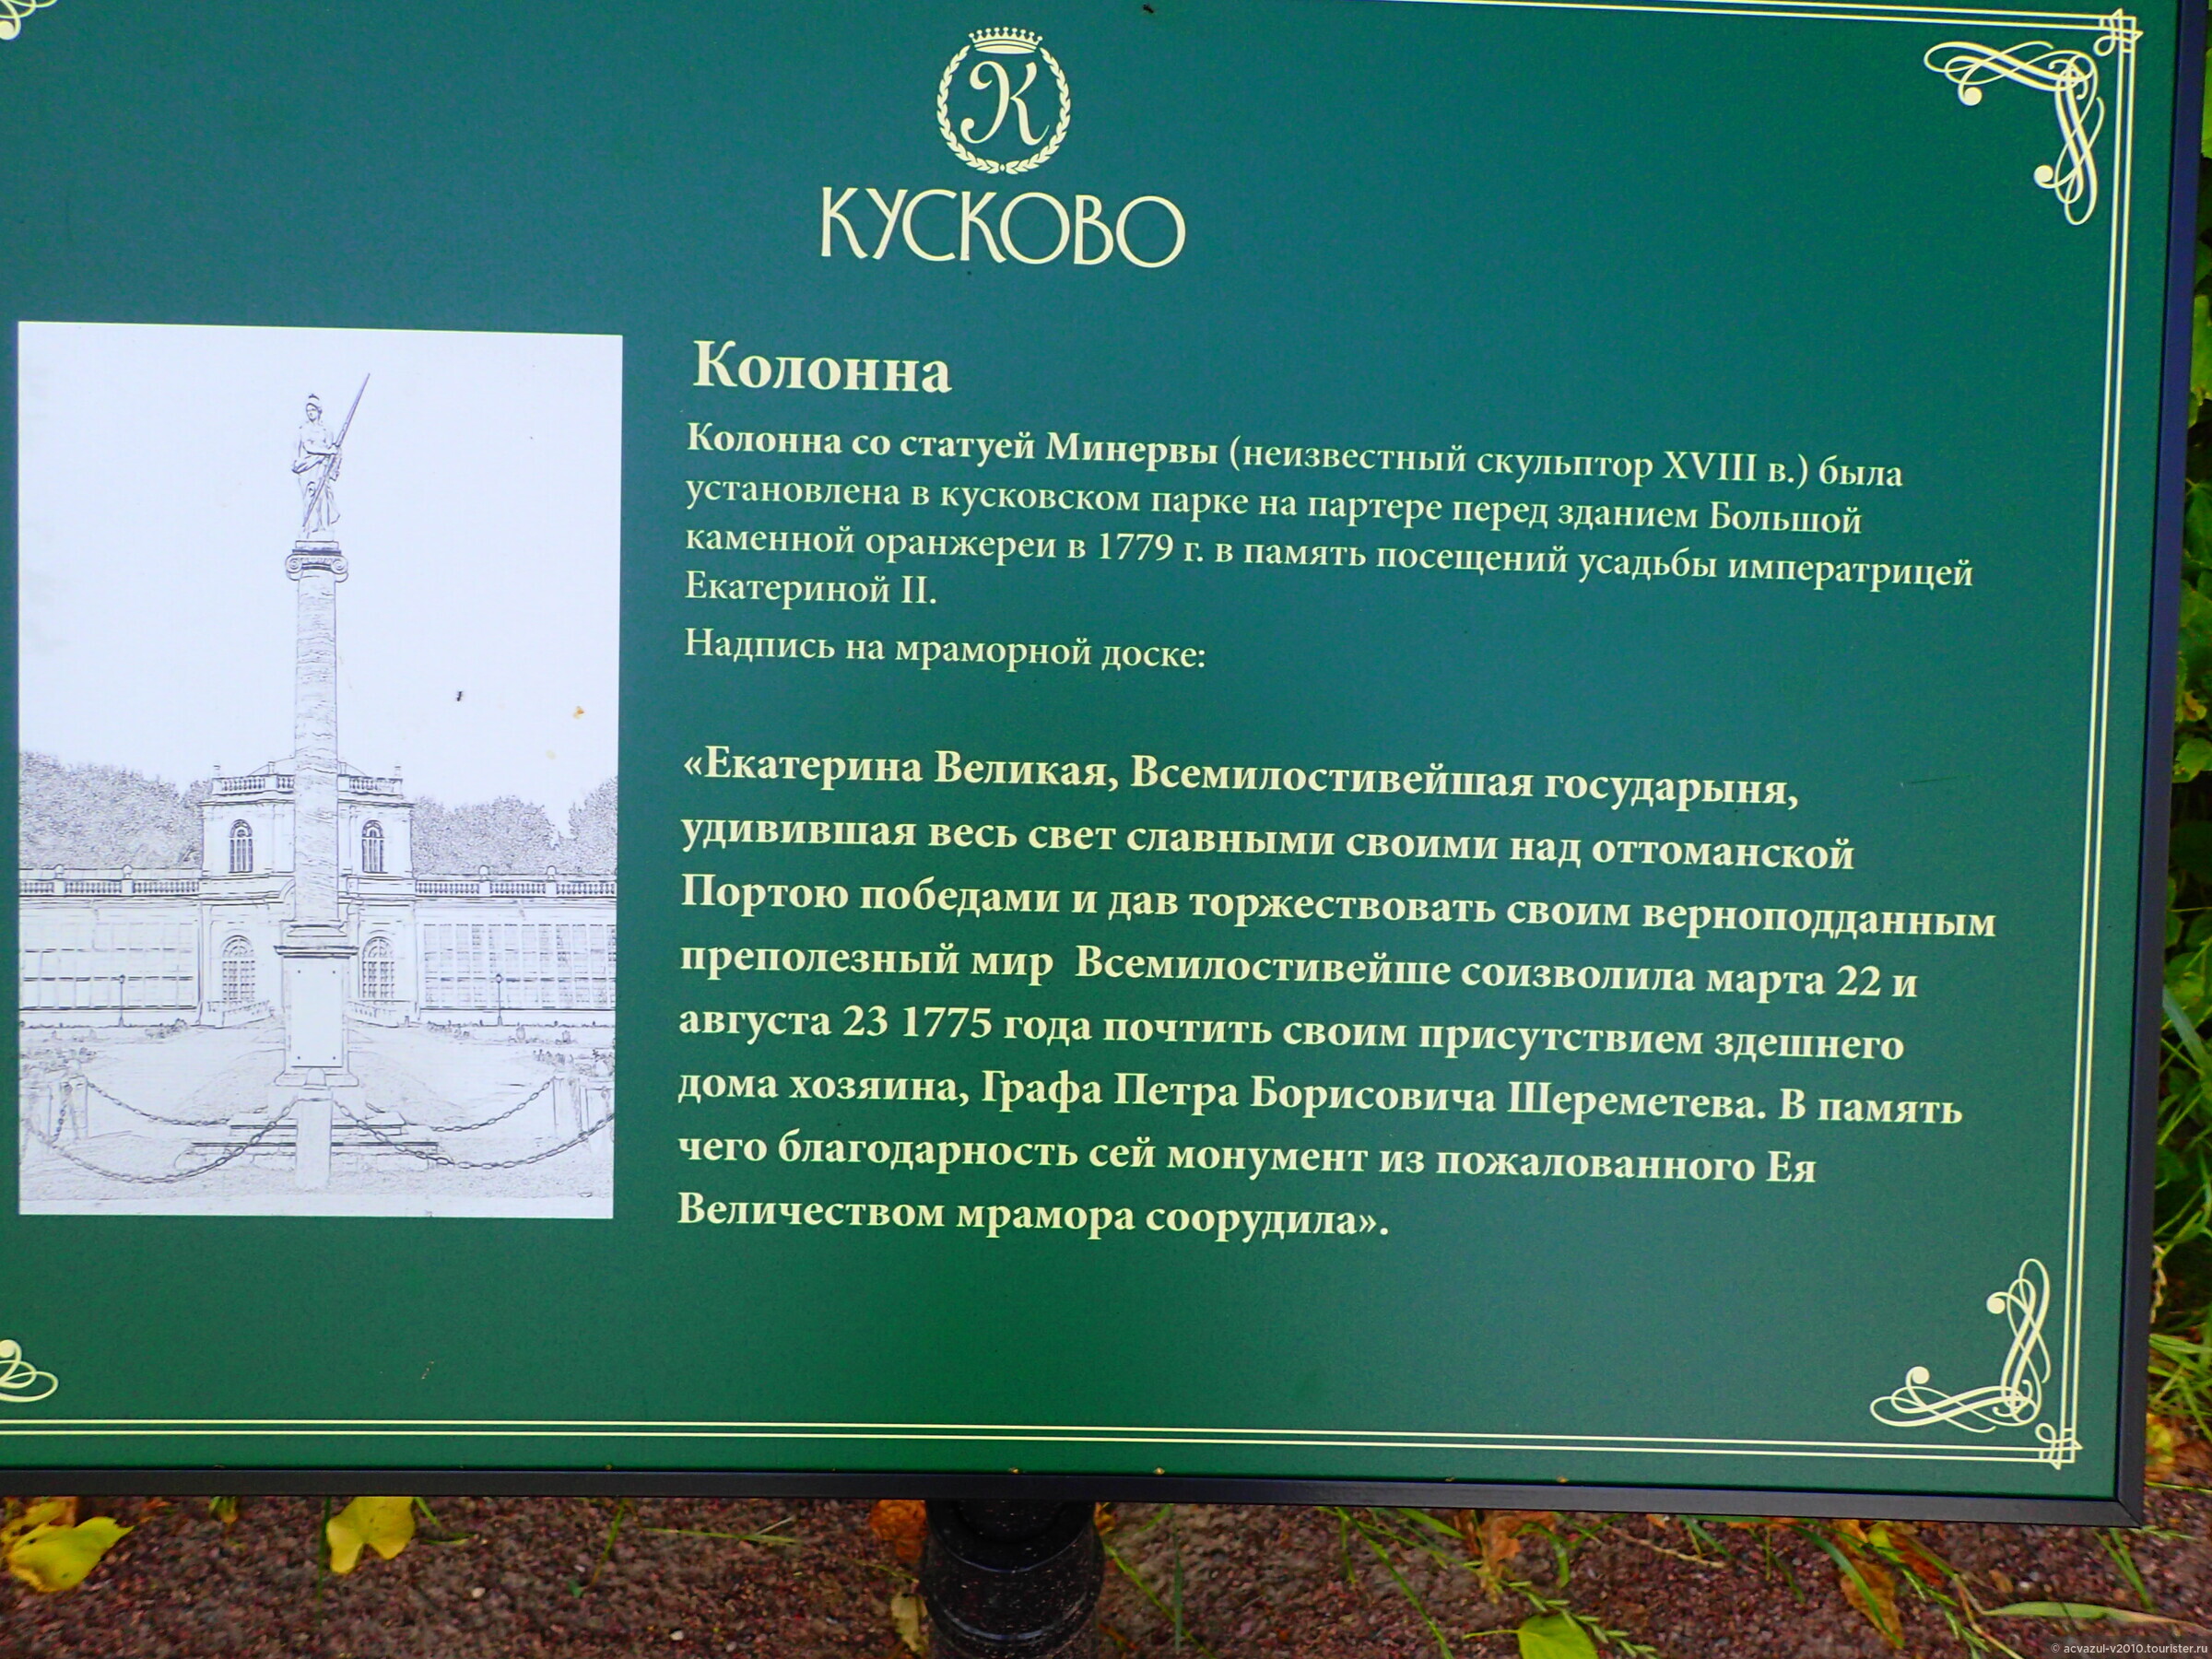 К
КУСКОВО
Колонна
Колонна со статуей Минервы (неизвестный скульптор XVIII в.) была
установлена в кусковском парке на партере перед зданием Большой
каменной оранжереи в 1779 г. в память посещений усадьбы императрицей
Екатериной II.
Надпись на мраморной доске:
«Екатерина Великая, Всемилостивейшая государыня,
удивившая весь свет славными своими над оттоманской
Портою победами и дав торжествовать своим верноподданным
преполезный мир Всемилостивейше соизволила марта 22 и
августа 23 1775 года почтить своим присутствием здешнего
дома хозяина, Графа Петра Борисовича Шереметева. В память
чего благодарность сей монумент из пожалованного Ея
Величеством мрамора соорудила».
© acvazul-v2010.tourister.ru